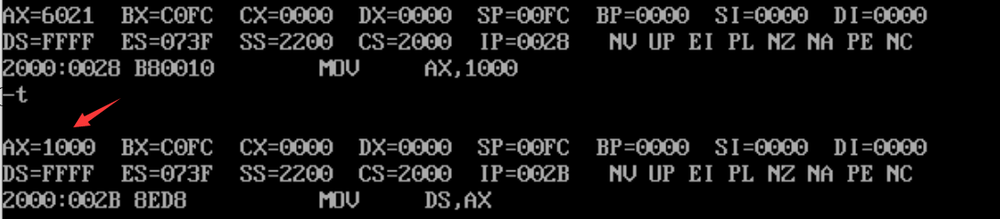 AX=6021 BX=C0FC CX=0000 DX=0000 SP=00FC BP=0000 SI=0000 DI=0000
DS=FFFF ES=073F SS=2200 CS=2000 IP=0028 NV UP EI PL NZ NA PE NC
2000:0028 B80010 MOV AX,1000
-t
AX=1000 BX=C0FC CX=0000 DX=0000 SP=00FC BP=0000 SI=0000 DI=0000
DS=FFFF ES=073F SS=2200 CS=2000 IP=002B NV UP EI PL NZ NA PE NC
2000:002B 8ED8 MOV DS,AX